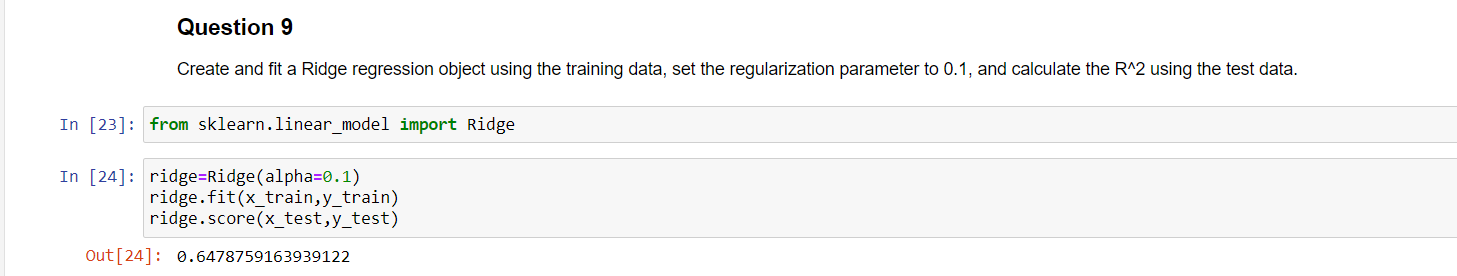 Question 9
Create and fit a Ridge regression object using the training data, set the regularization parameter to 0.1, and calculate the R^2 using the test data.
In [23]: from sklearn.linear_model import Ridge
In [24]: ridge=Ridge(alpha=0.1)
ridge.fit(x_train,y_train)
ridge.score(x_test,y_test)
Out[24]: 0.6478759163939122